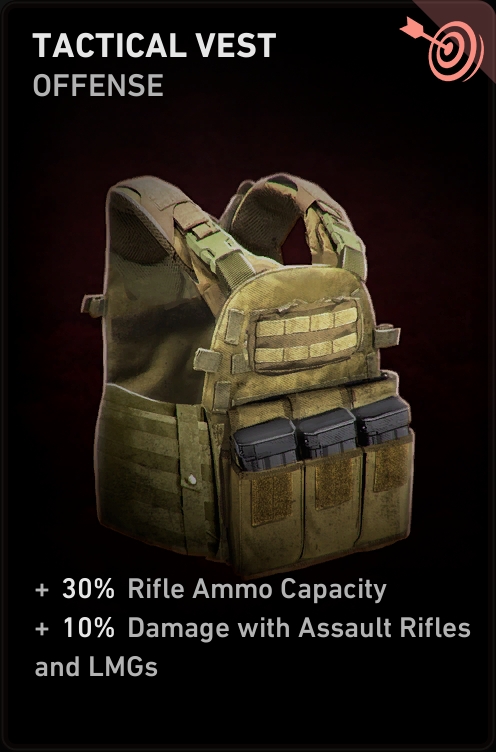 TACTICAL VEST
OFFENSE
+ 30% Rifle Ammo Capacity
+ 10% Damage with Assault Rifles
and LMGs